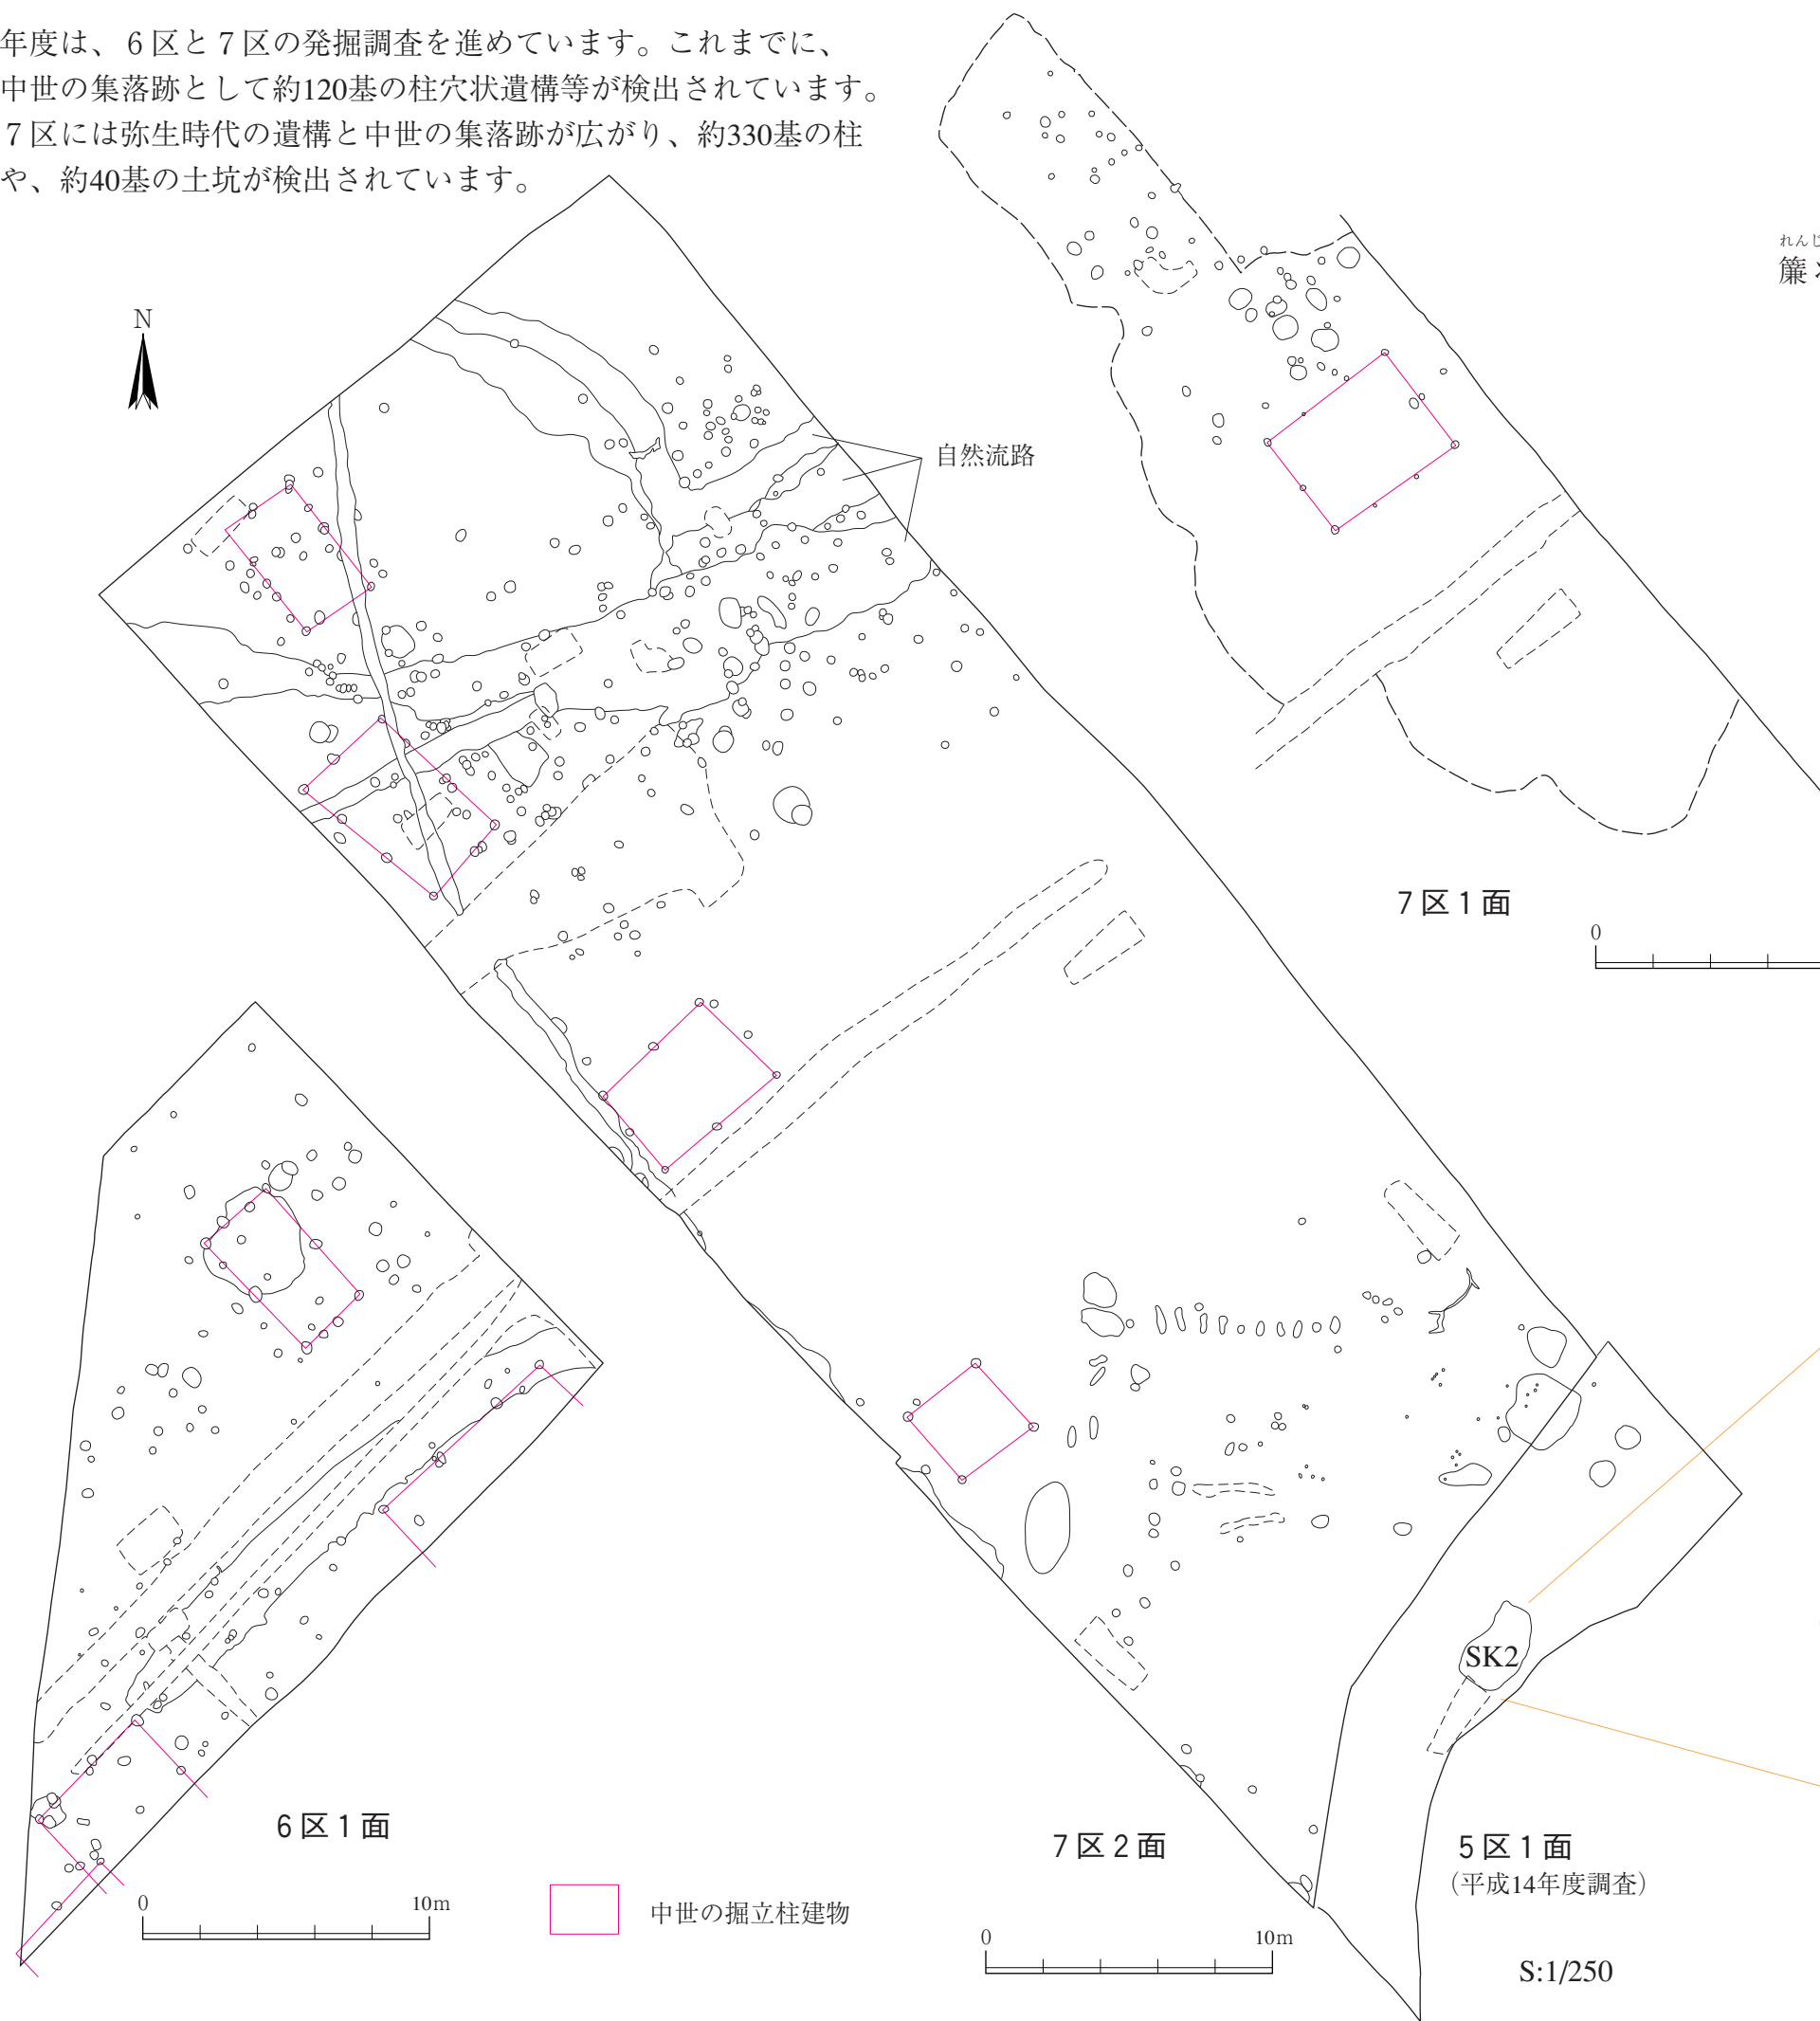 年度は、６区と７区の発掘調査を進めています。これまでに、
中世の集落跡として約120基の柱穴状遺構等が検出されています。
７区には弥生時代の遺構と中世の集落跡が広がり、約330基の柱
や、約40基の土坑が検出されています。
N
れんじ
簾
自然流路
７区１面
0
SK2
６区１面
0 10m
中世の掘立柱建物
７区２面
0 10m
５区１面
（平成14年度調査）
S:1/250